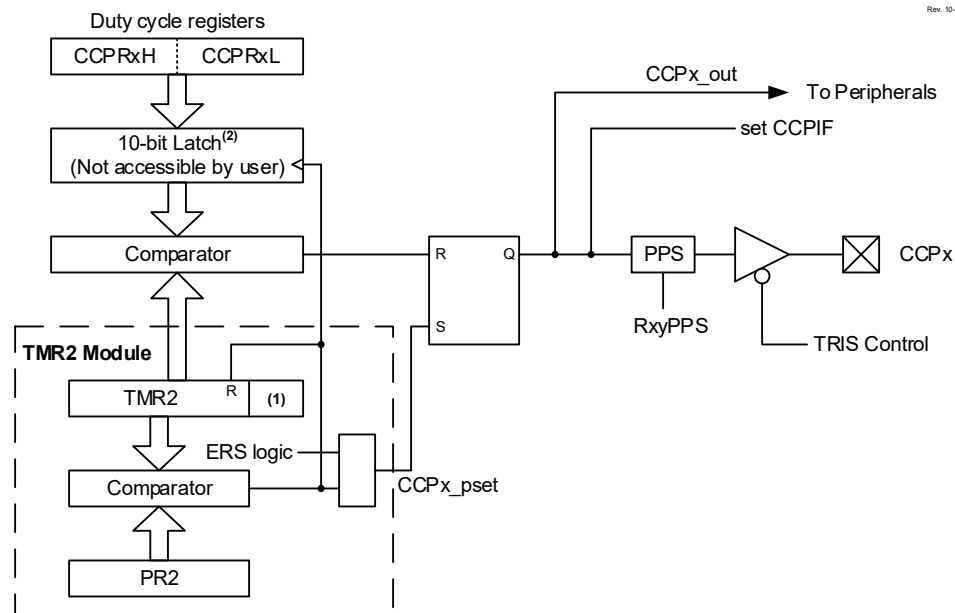 Rev. 10-
Duty cycle registers
CCPRxH CCPRxL
CCPx_out
To Peripherals
10-bit Latch(2)
(Not accessible by user)
set CCPIF
Comparator
R Q
PPS
CCPx
RxyPPS
S
TRIS Control
TMR2 Module
TMR2 R (1)
ERS logic
Comparator
CCPx_pset
PR2